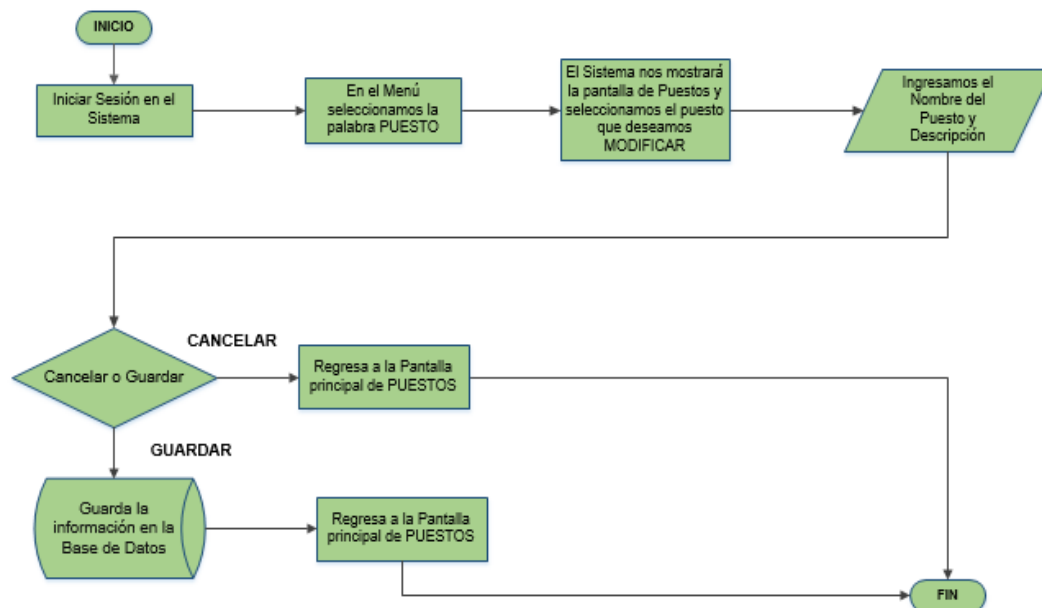 INICIO
Iniciar Sesión en el
Sistema
En el Menú
seleccionamos la
palabra PUESTO
El Sistema nos mostrará
la pantalla de Puestos y
seleccionamos el puesto
que deseamos
MODIFICAR
Ingresamos el
Nombre del
Puesto y
Descripción
Cancelar o Guardar
CANCELAR
Regresa a la Pantalla
principal de PUESTOS
GUARDAR
Guarda la
información en la
Base de Datos
Regresa a la Pantalla
principal de PUESTOS
FIN